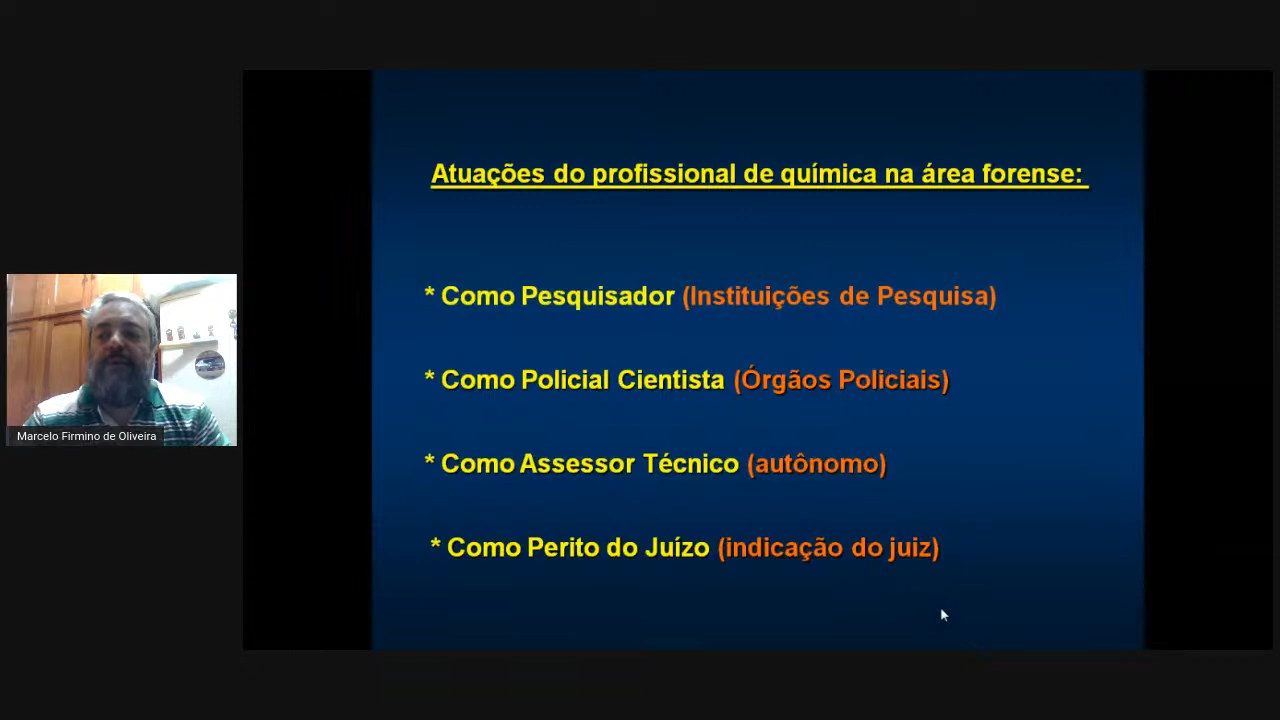 Atuações do profissional de química na área forense:
* Como Pesquisador (Instituições de Pesquisa)
* Como Policial Cientista (Órgãos Policiais)
* Como Assessor Técnico (autônomo)
* Como Perito do Juízo (indicação do juiz)
Marcelo Firmino de Oliveira